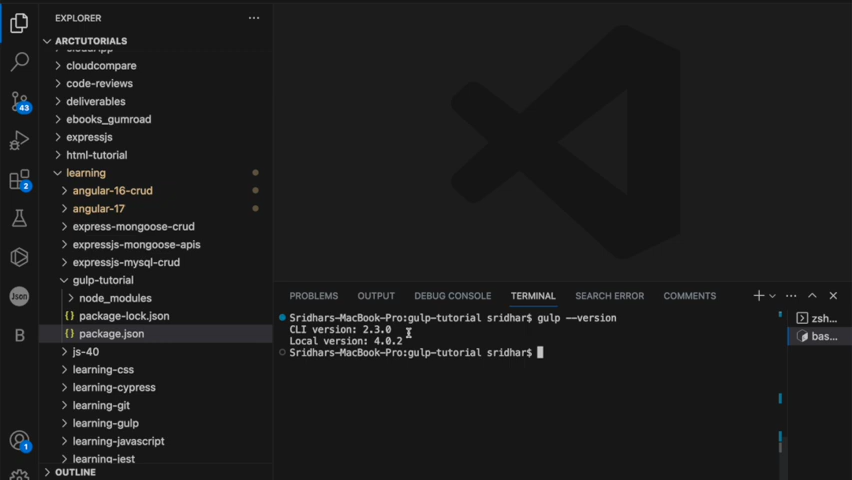 EXPLORER
ARCTUTORIALS
cloudcompare
code-reviews
deliverables
ebooks_gumroad
expressjs
html-tutorial
learning
angular-16-crud
angular-17
express-mongoose-crud
expressjs-mongoose-apis
expressjs-mysql-crud
gulp-tutorial
node_modules
{} package-lock.json
{} package.json
js-40
learning-css
learning-cypress
learning-git
learning-gulp
learning-javascript
learning-jest
OUTLINE
43
2
Json
B
1
PROBLEMS OUTPUT DEBUG CONSOLE TERMINAL SEARCH ERROR COMMENTS
Sridhars-MacBook-Pro:gulp-tutorial sridhar$ gulp --version
CLI version: 2.3.0
Local version: 4.0.2
Sridhars-MacBook-Pro:gulp-tutorial sridhar$
zsh...
bas...